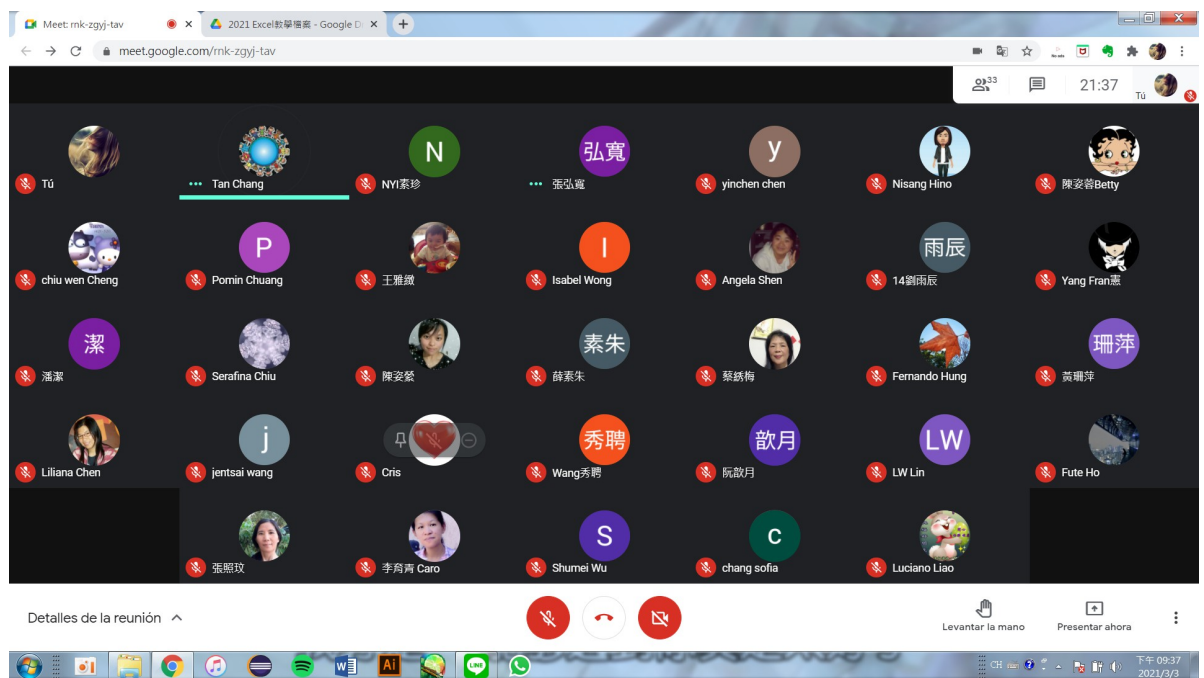 Meet: rnk-zgyj-tav
2021 Excel教學檔案 - Google D
meet.google.com/rnk-zgyj-tav
33
21:37
Tú
Tú
Tan Chang
N
NYI素珍
弘寬
張弘寬
y
yinchen chen
Nisang Hino
陳姿蓉Betty
chiu wen Cheng
P
Pomin Chuang
王雅緻
I
Isabel Wong
Angela Shen
雨辰
14劉雨辰
Yang Fran憲
潔
潘潔
Serafina Chiu
陳姿縈
素朱
薛素朱
蔡綉梅
Fernando Hung
珊萍
黃珊萍
Liliana Chen
j
jentsai wang
Cris
秀聘
Wang秀聘
歆月
阮歆月
LW
LW Lin
Fute Ho
張照玟
李育青 Caro
S
Shumei Wu
c
chang sofia
Luciano Liao
Detalles de la reunión
Levantar la mano
Presentar ahora
W
Ai
LINE
CH
下午 09:37
2021/3/3